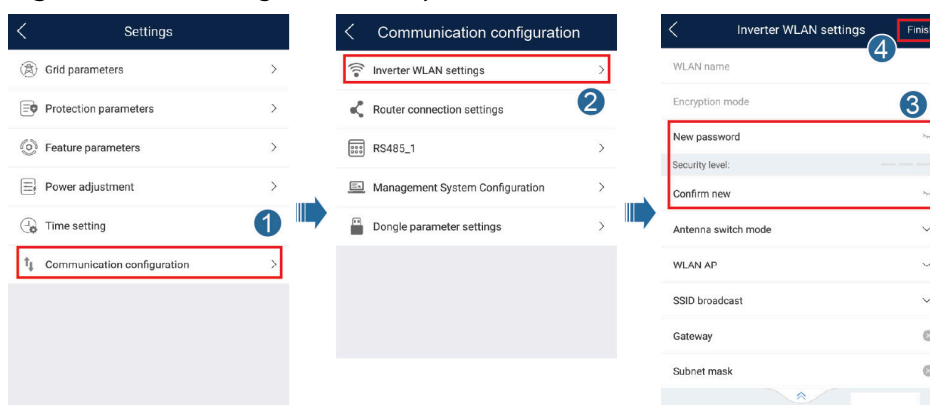 Settings
Grid parameters
Protection parameters
Feature parameters
Power adjustment
Time setting
1
Communication configuration
Communication configuration
Inverter WLAN settings
2
Router connection settings
RS485_1
Management System Configuration
Dongle parameter settings
Inverter WLAN settings
Finis
4
WLAN name
Encryption mode
3
New password
Security level:
Confirm new
Antenna switch mode
WLAN AP
SSID broadcast
Gateway
Subnet mask